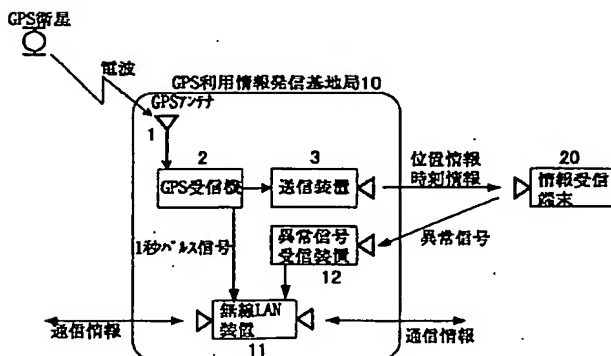 GPS衛星
電波
GPS利用情報発信基地局10
GPSアンテナ
1
2
GPS受信機
3
送信装置
位置情報
時刻情報
20
情報受信
端末
1秒パルス信号
異常信号
受信装置
12
異常信号
無線LAN
装置
11
通信情報
通信情報